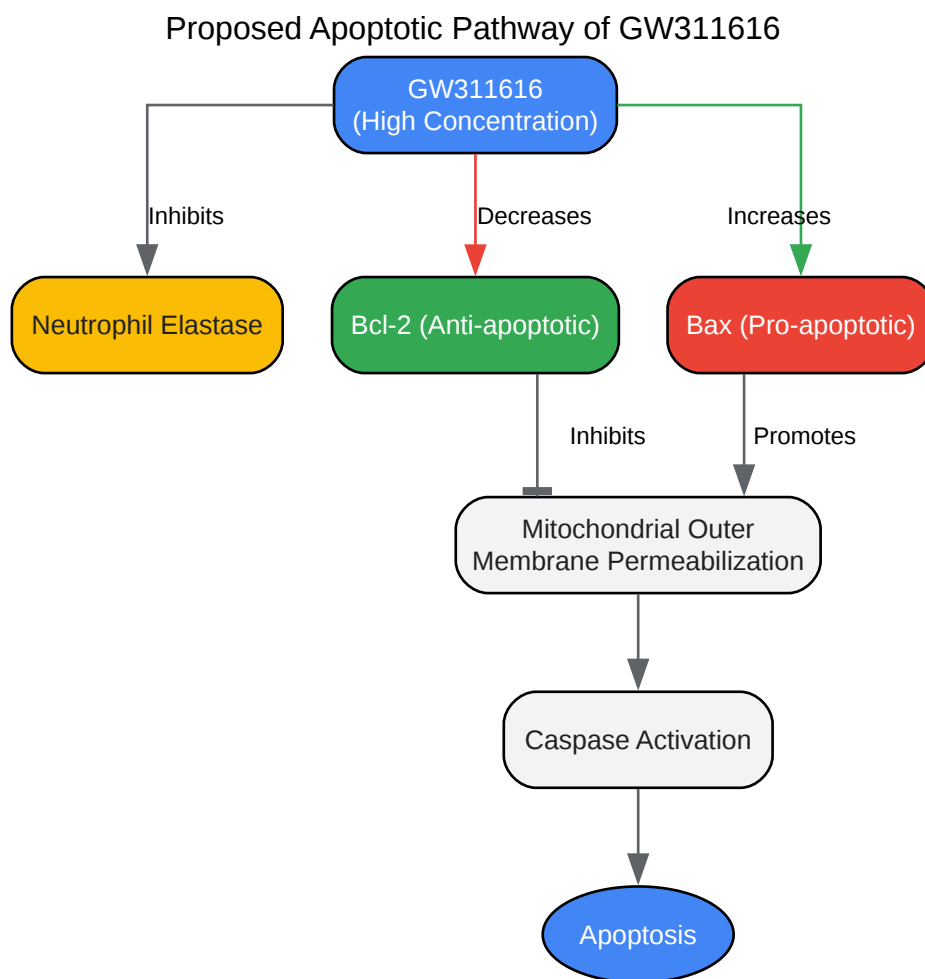 Proposed Apoptotic Pathway of GW311616
GW311616
(High Concentration)
Inhibits
Decreases
Increases
Neutrophil Elastase
Bcl-2 (Anti-apoptotic)
Bax (Pro-apoptotic)
Inhibits
Promotes
Mitochondrial Outer
Membrane Permeabilization
Caspase Activation
Apoptosis